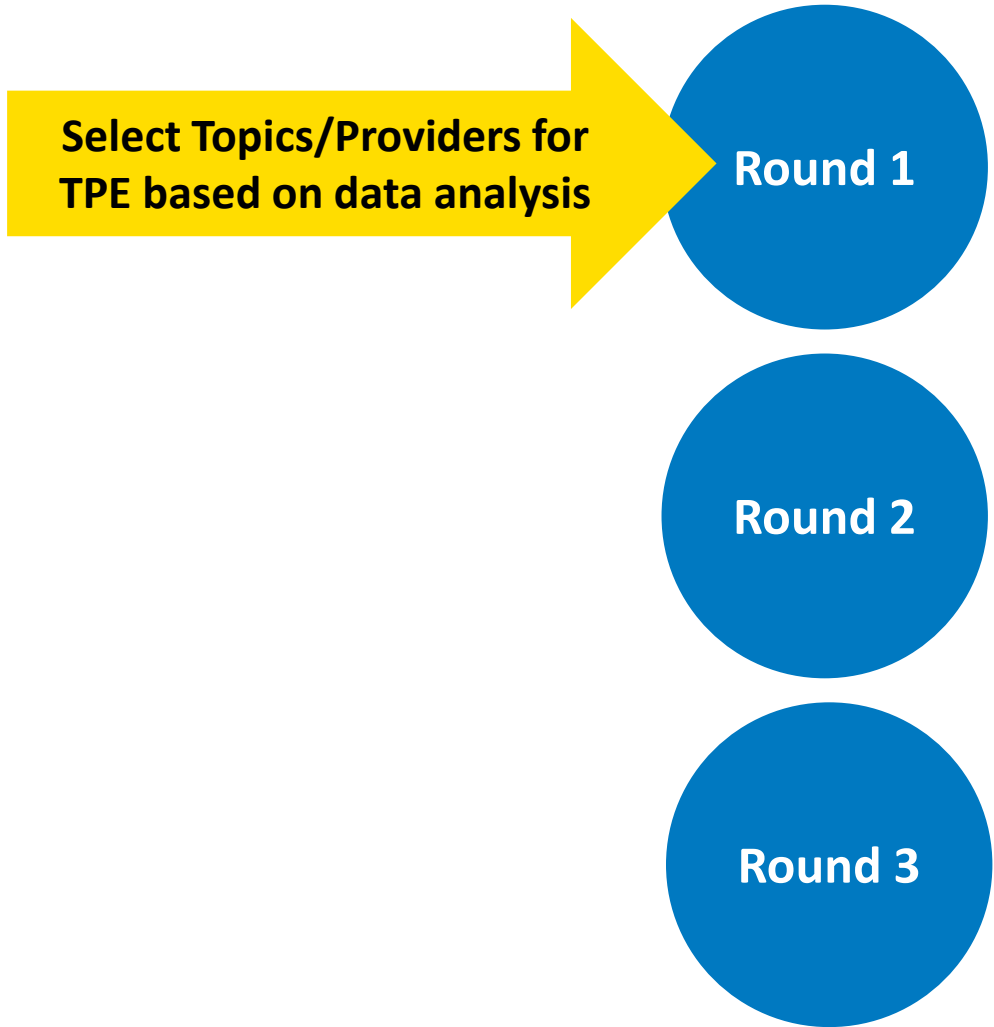 Select Topics/Providers for
TPE based on data analysis
Round 1
Round 2
Round 3